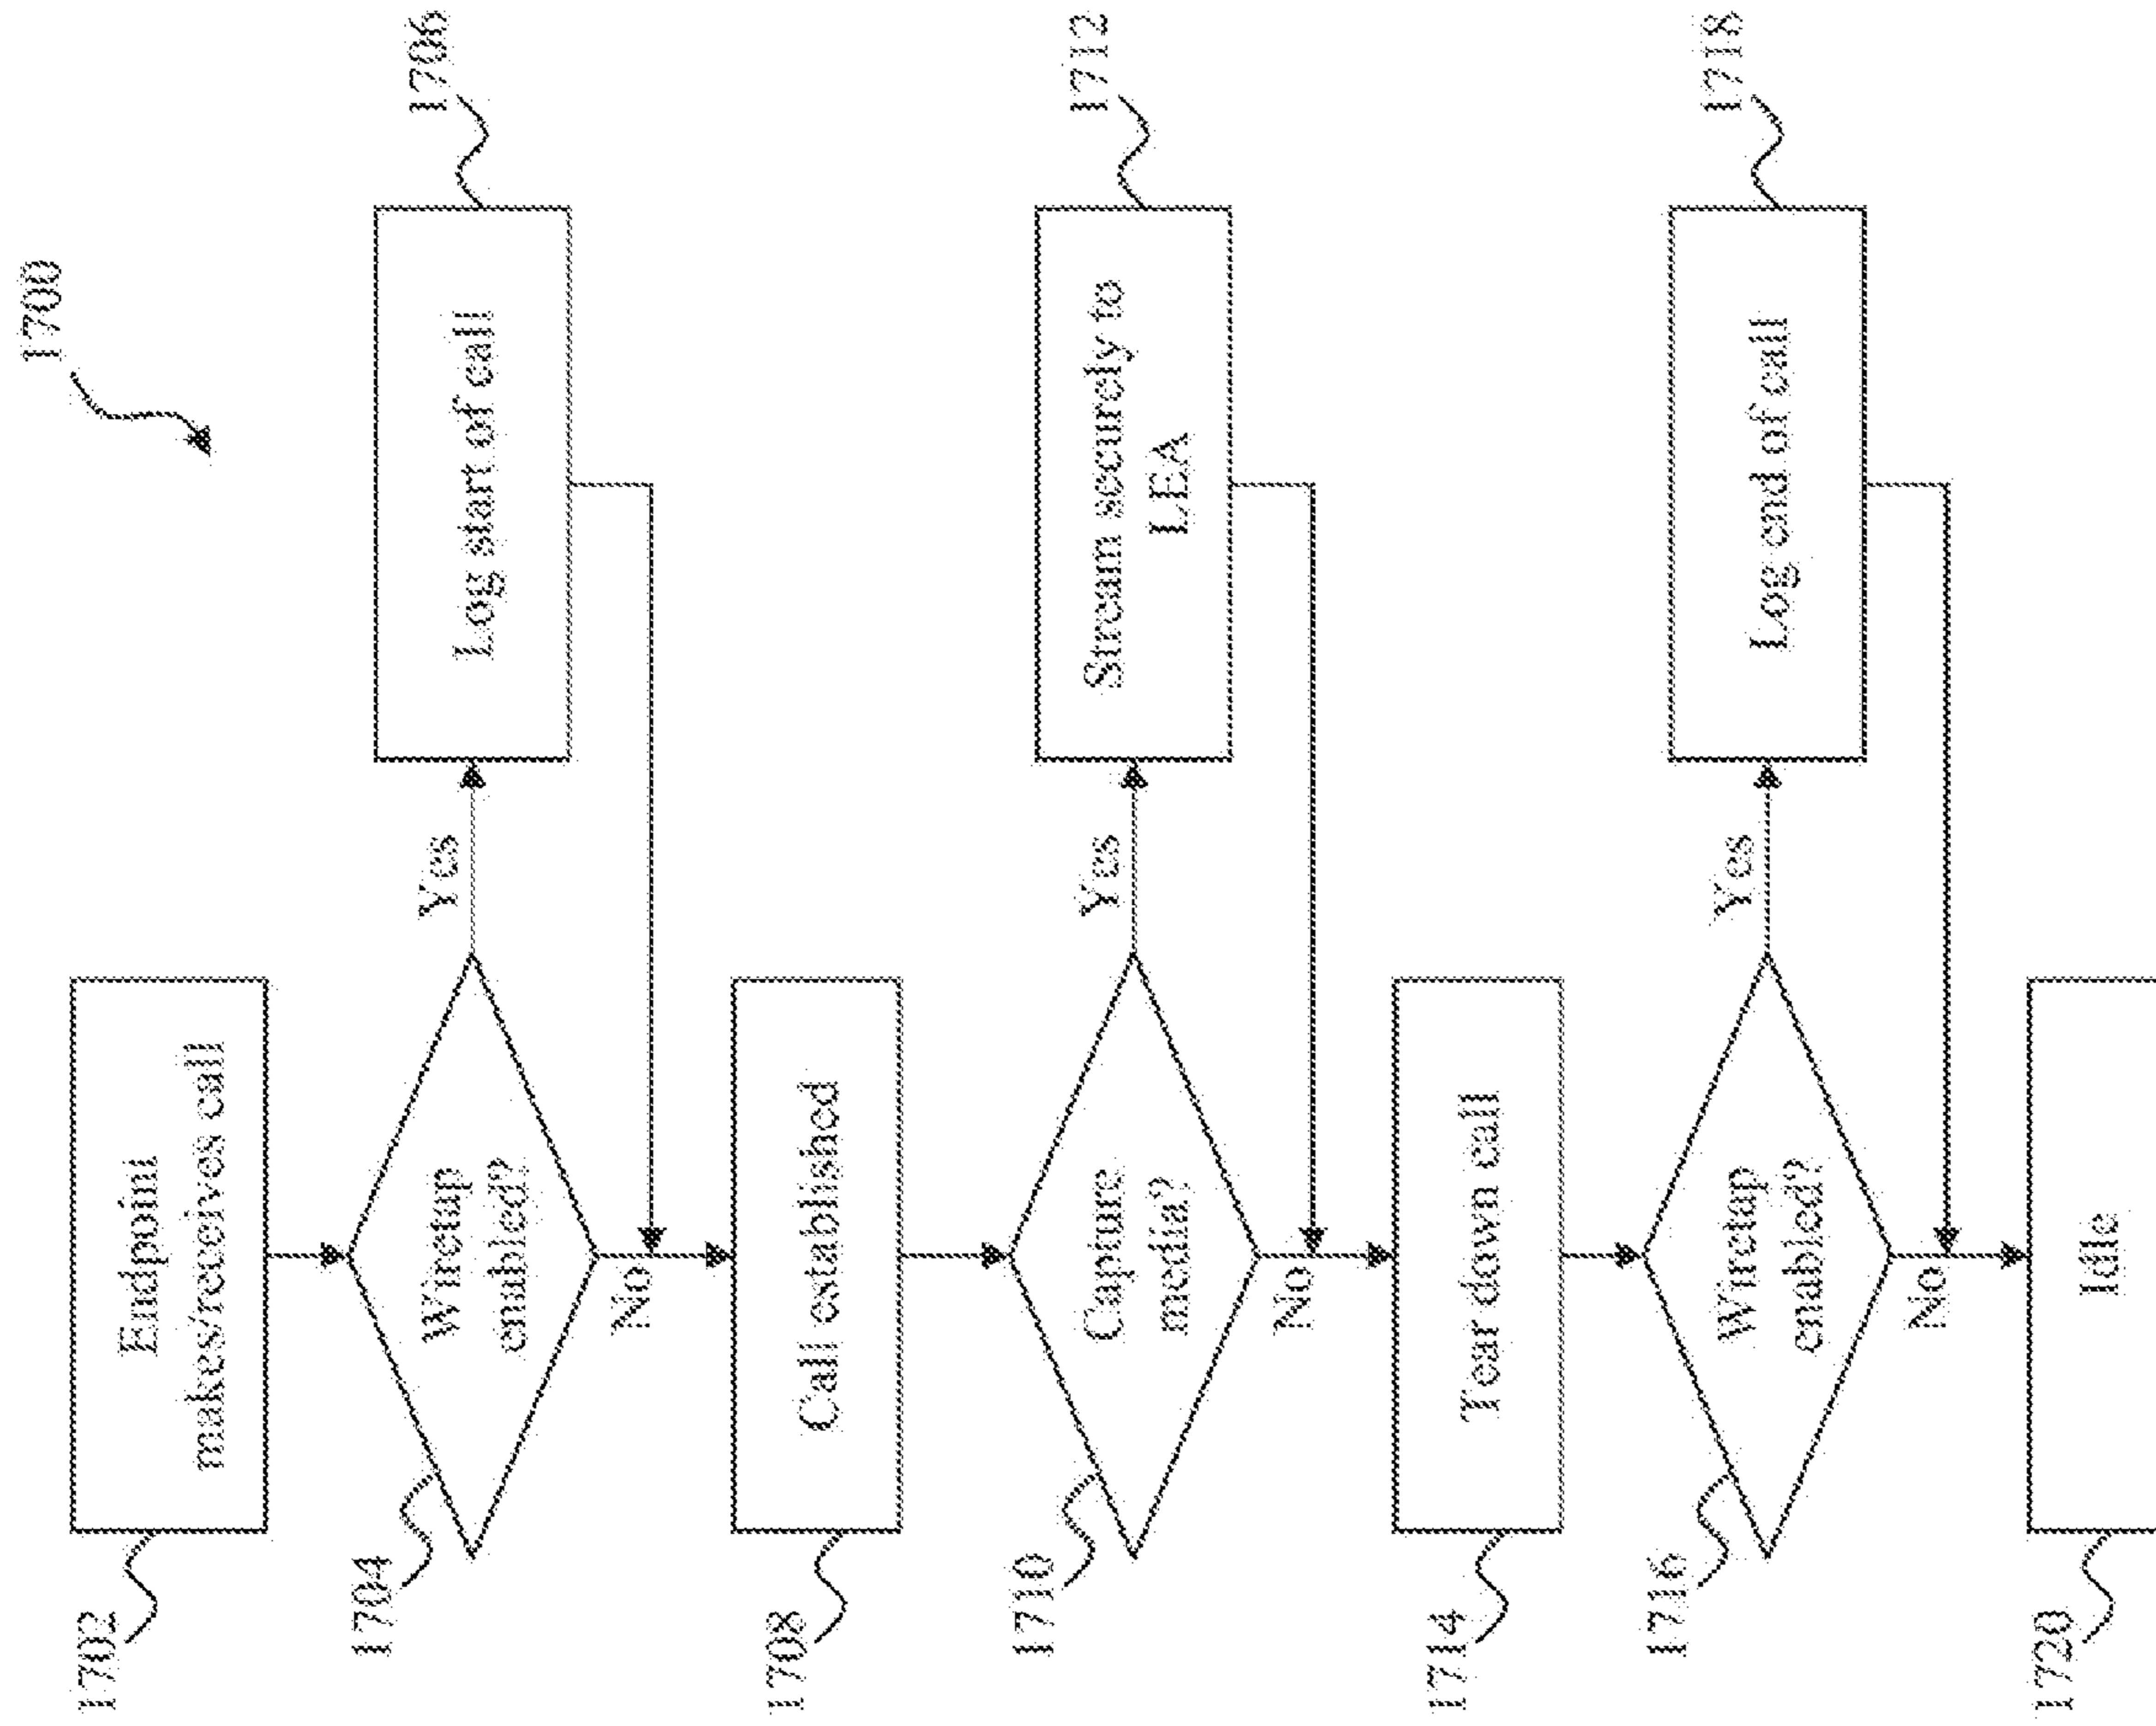 1700
1702
Endpoint
makes/receives call
1704
Wiretap
enabled?
Yes
Log start of call
1706
No
1708
Call established
1710
Capture
media?
Yes
Stream securely to
LEA
1712
No
1714
Tear down call
1716
Wiretap
enabled?
Yes
Log end of call
1718
No
1720
Idle